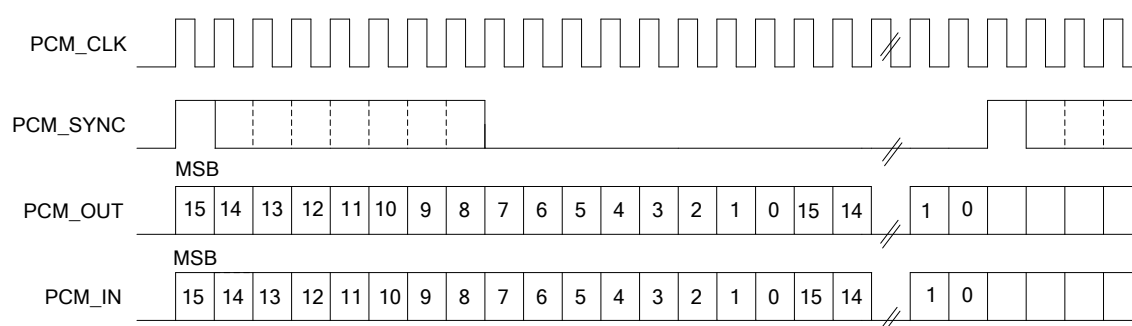 PCM_CLK
PCM_SYNC
MSB
PCM_OUT 15 14 13 12 11 10 9 8 7 6 5 4 3 2 1 0 15 14 1 0
MSB
PCM_IN 15 14 13 12 11 10 9 8 7 6 5 4 3 2 1 0 15 14 1 0